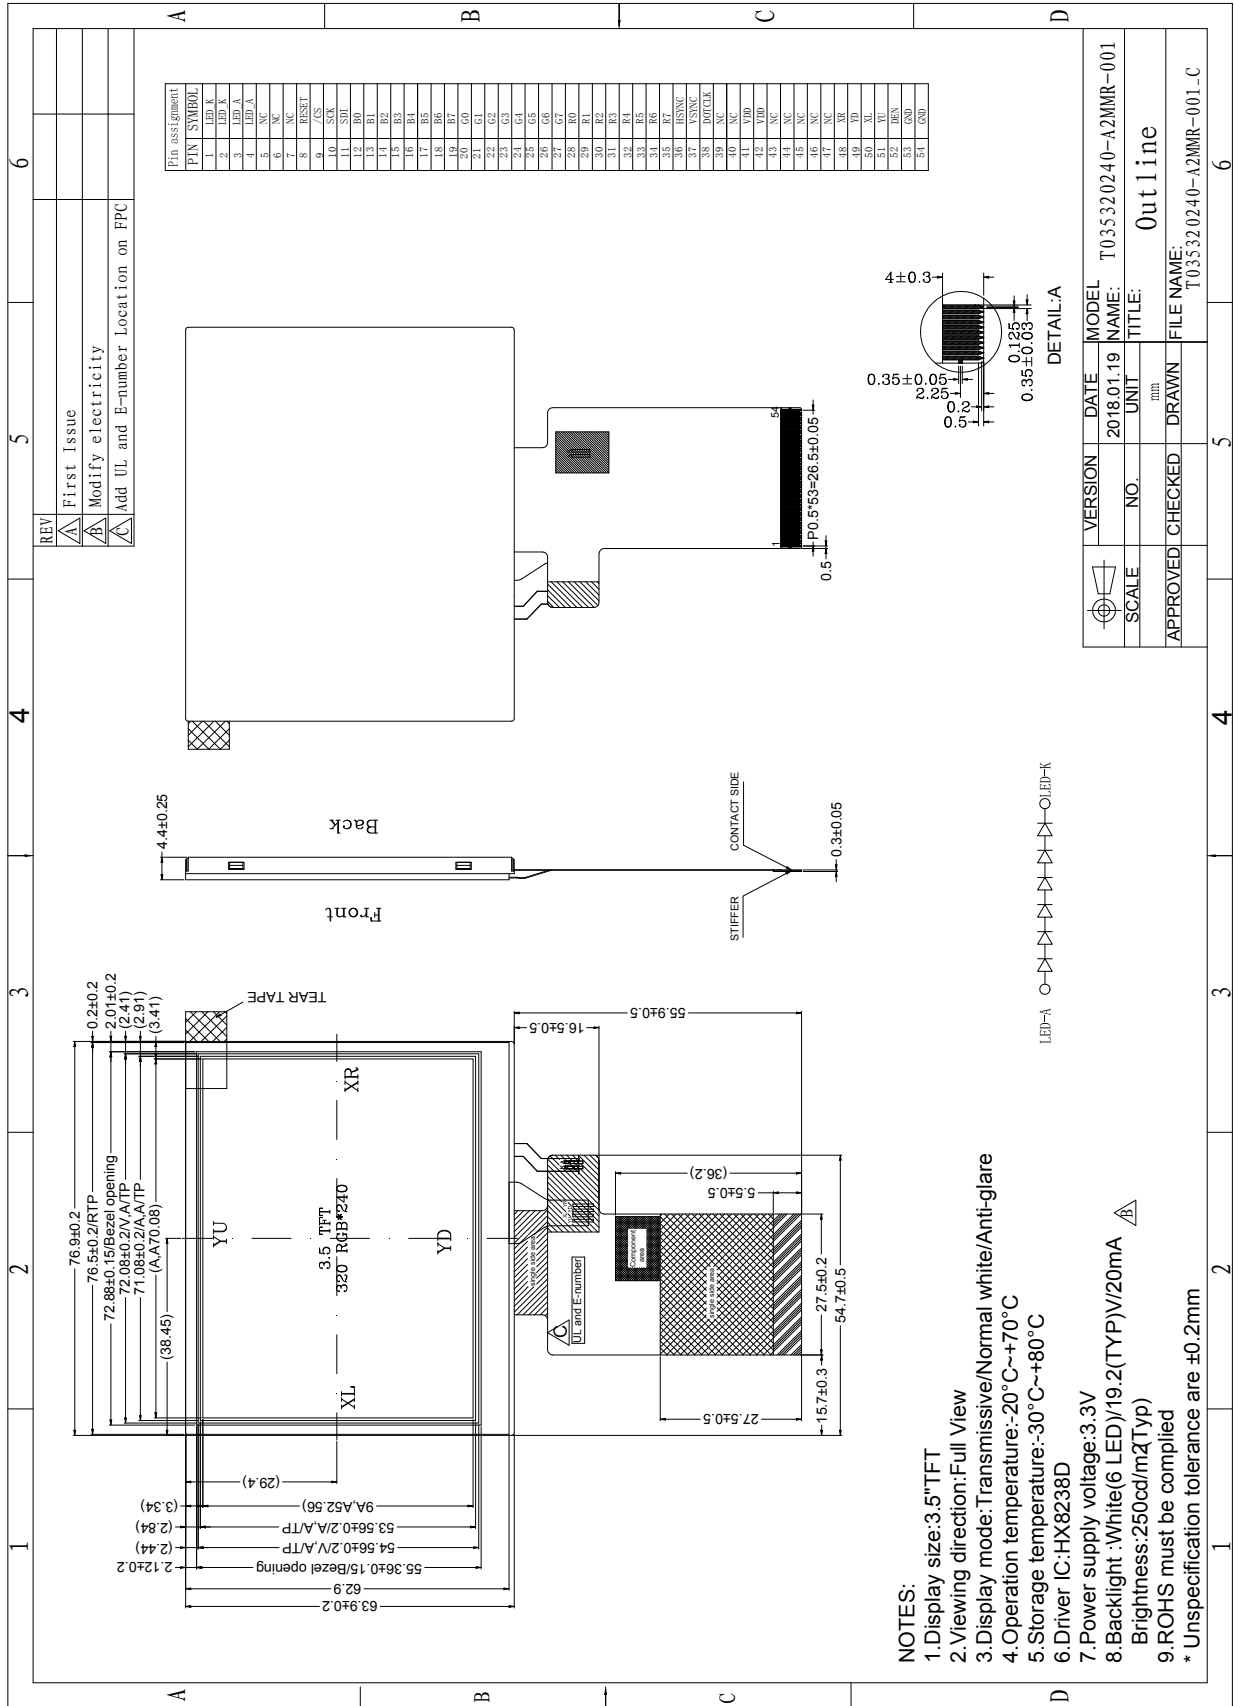 1
2
3
4
5
6
A
B
C
D
REV
A First Issue
B Modify electricity
C Add UL and E-number Location on FPC
Pin assignment
PIN SYMBOL
1 LED_K
2 LED_K
3 LED_A
4 LED_A
5 NC
6 NC
7 NC
8 RESET
9 /CS
10 SCK
11 SDI
12 B0
13 B1
14 B2
15 B3
16 B4
17 B5
18 B6
19 B7
20 G0
21 G1
22 G2
23 G3
24 G4
25 G5
26 G6
27 G7
28 R0
29 R1
30 R2
31 R3
32 R4
33 R5
34 R6
35 R7
36 HSYNC
37 VSYNC
38 DOTCLK
39 NC
40 NC
41 VDD
42 VDD
43 NC
44 NC
45 NC
46 NC
47 NC
48 XR
49 YD
50 XL
51 YU
52 DEN
53 GND
54 GND
76.9±0.2
76.5±0.2/RTP
72.88±0.15/Bezel opening
72.08±0.2/V,A/TP
71.08±0.2/A,A/TP
(A,A70.08)
(38.45)
0.2±0.2
2.01±0.2
(2.41)
(2.91)
(3.41)
TEAR TAPE
63.9±0.2
62.9
55.36±0.15/Bezel opening
54.56±0.2/V,A/TP
53.56±0.2/A,A/TP
9A,A52.56)
(29.4)
2.12±0.2
(2.44)
(2.84)
(3.34)
YU
3.5 TFT
320 RGB*240
YD
XL
XR
16.5±0.5
55.9±0.5
(36.2)
5.5±0.5
27.5±0.5
15.7±0.3
27.5±0.2
54.7±0.5
single side area
Component
area
single side area
C
UL and E-number
Front
Back
4.4±0.25
STIFFER
CONTACT SIDE
0.3±0.05
1
54
P0.5*53=26.5±0.05
0.5
4±0.3
0.35±0.05
2.25
0.2
0.5
0.125
0.35±0.03
DETAIL:A
LED-A
LED-K
NOTES:
1.Display size:3.5"TFT
2.Viewing direction:Full View
3.Display mode:Transmissive/Normal white/Anti-glare
4.Operation temperature:-20°C~+70°C
5.Storage temperature:-30°C~+80°C
6.Driver IC:HX8238D
7.Power supply voltage:3.3V
8.Backlight :White(6 LED)/19.2(TYP)V/20mA B
Brightness:250cd/m2(Typ)
9.ROHS must be complied
* Unspecification tolerance are ±0.2mm
VERSION
DATE
2018.01.19
MODEL
NAME:
T035320240-A2MMR-001
SCALE
NO.
UNIT
mm
TITLE:
Outline
APPROVED
CHECKED
DRAWN
FILE NAME:
T035320240-A2MMR-001_C
A
B
C
D
1
2
3
4
5
6